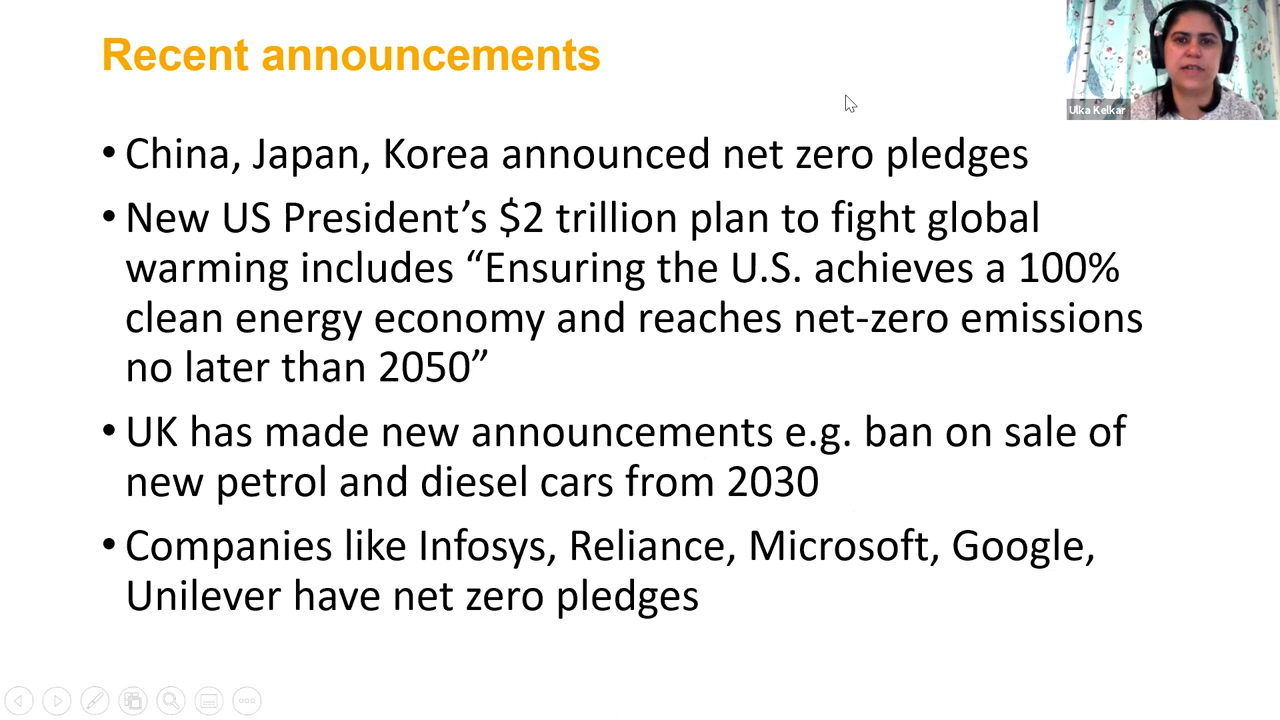 Recent announcements
Ulka Kelkar
• China, Japan, Korea announced net zero pledges
• New US President’s $2 trillion plan to fight global
warming includes “Ensuring the U.S. achieves a 100%
clean energy economy and reaches net-zero emissions
no later than 2050”
• UK has made new announcements e.g. ban on sale of
new petrol and diesel cars from 2030
• Companies like Infosys, Reliance, Microsoft, Google,
Unilever have net zero pledges